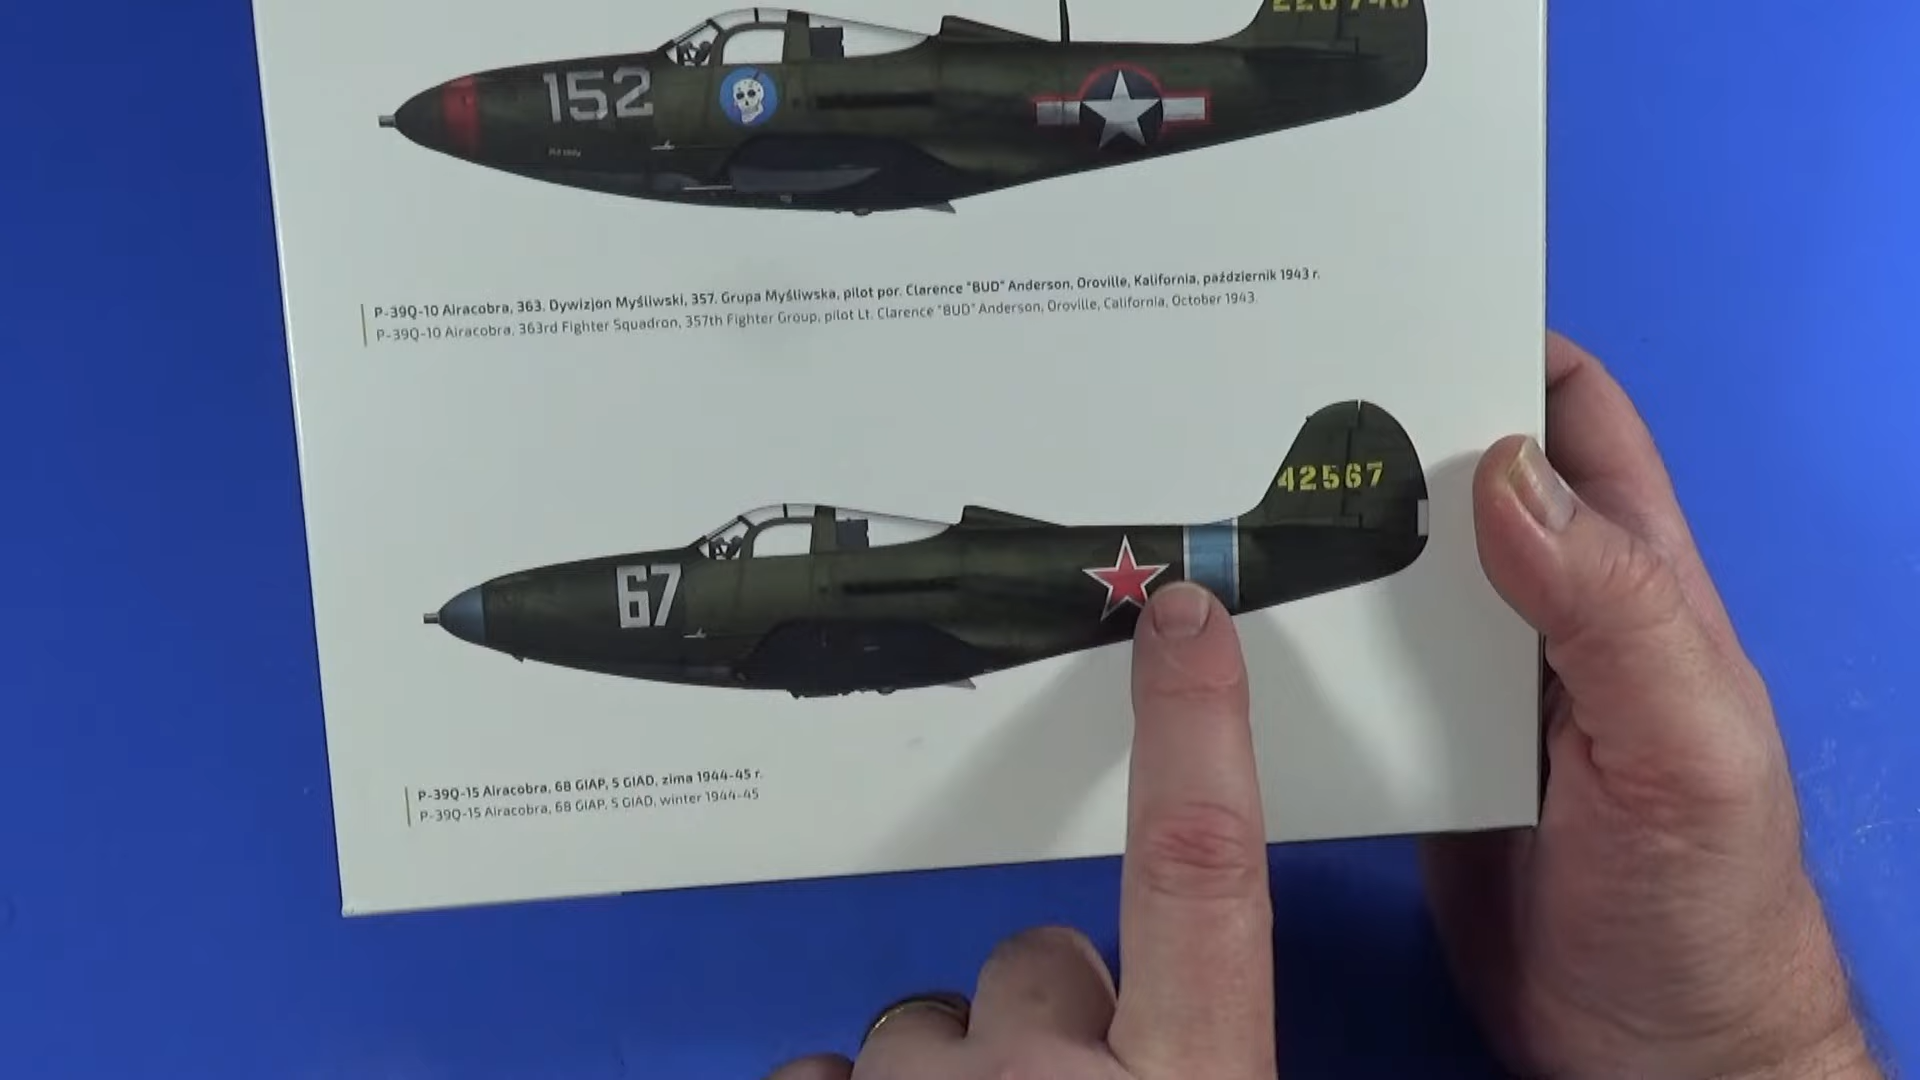 152
P-39Q-10 Airacobra, 363. Dywizjon Myśliwski, 357. Grupa Myśliwska, pilot por. Clarence "BUD" Anderson, Oroville, Kalifornia, październik 1943 r.
P-39Q-10 Airacobra, 363rd Fighter Squadron, 357th Fighter Group, pilot Lt. Clarence "BUD" Anderson, Oroville, California, October 1943.
42567
67
P-39Q-15 Airacobra, 68 GIAP, 5 GIAD, zima 1944-45 r.
P-39Q-15 Airacobra, 68 GIAP, 5 GIAD, winter 1944-45